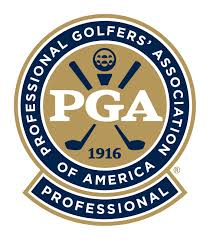 PROFESSIONAL GOLFERS' ASSOCIATION
PGA
1916
OF AMERICA
®
PROFESSIONAL